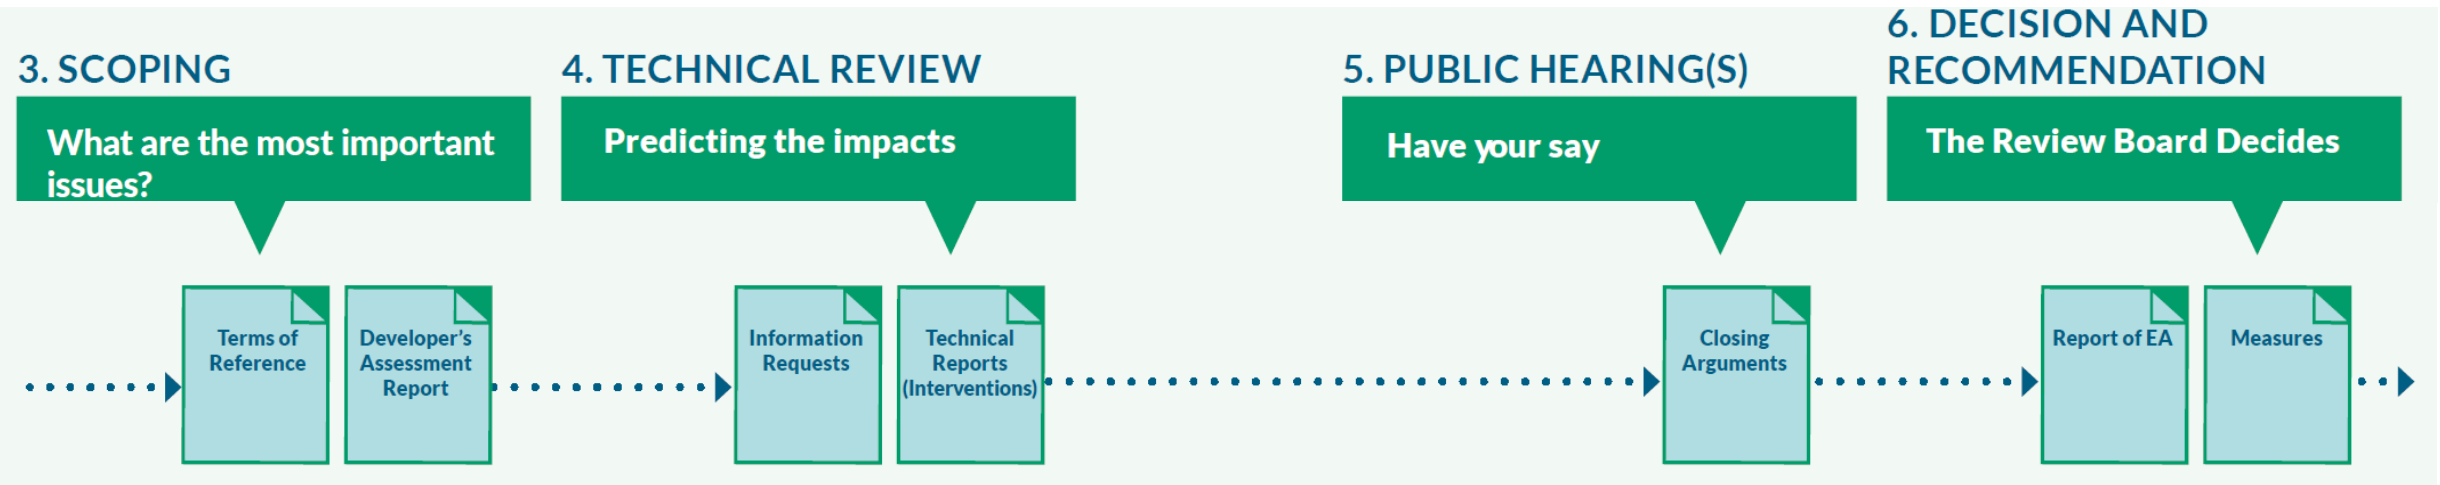 3. SCOPING
What are the most important
issues?
Terms of
Reference
Developer's
Assessment
Report
4. TECHNICAL REVIEW
Predicting the impacts
Information
Requests
Technical
Reports
(Interventions)
5. PUBLIC HEARING(S)
Have your say
Closing
Arguments
6. DECISION AND
RECOMMENDATION
The Review Board Decides
Report of EA
Measures